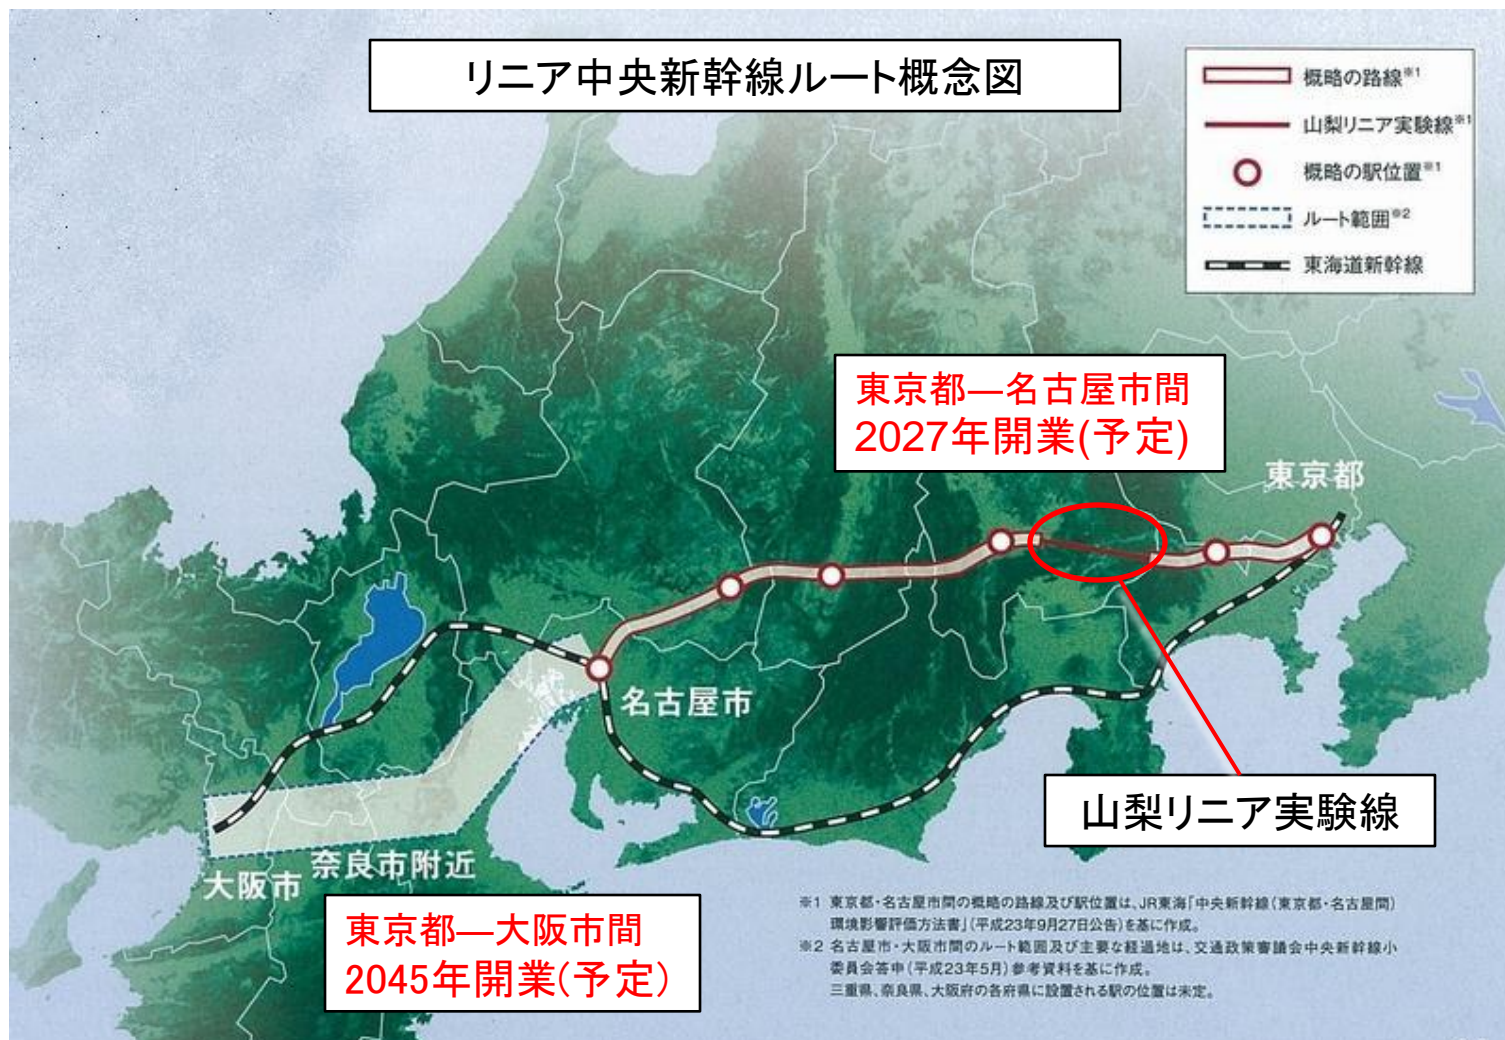 リニア中央新幹線ルート概念図
概略の路線※1
山梨リニア実験線※1
概略の駅位置※1
ルート範囲※2
東海道新幹線
東京都―名古屋市間
2027年開業(予定)
東京都
名古屋市
山梨リニア実験線
奈良市附近
大阪市
東京都―大阪市間
2045年開業(予定)
※1 東京都・名古屋市間の概略の路線及び駅位置は、JR東海「中央新幹線(東京都・名古屋間)
環境影響評価方法書」(平成23年9月27日公告)を基に作成。
※2 名古屋市・大阪市間のルート範囲及び主要な経過地は、交通政策審議会中央新幹線小
委員会答申(平成23年5月)参考資料を基に作成。
三重県、奈良県、大阪府の各府県に設置される駅の位置は未定。